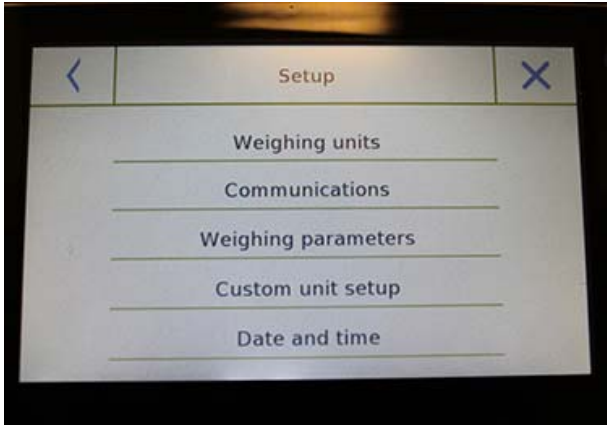 Setup
Weighing units
Communications
Weighing parameters
Custom unit setup
Date and time